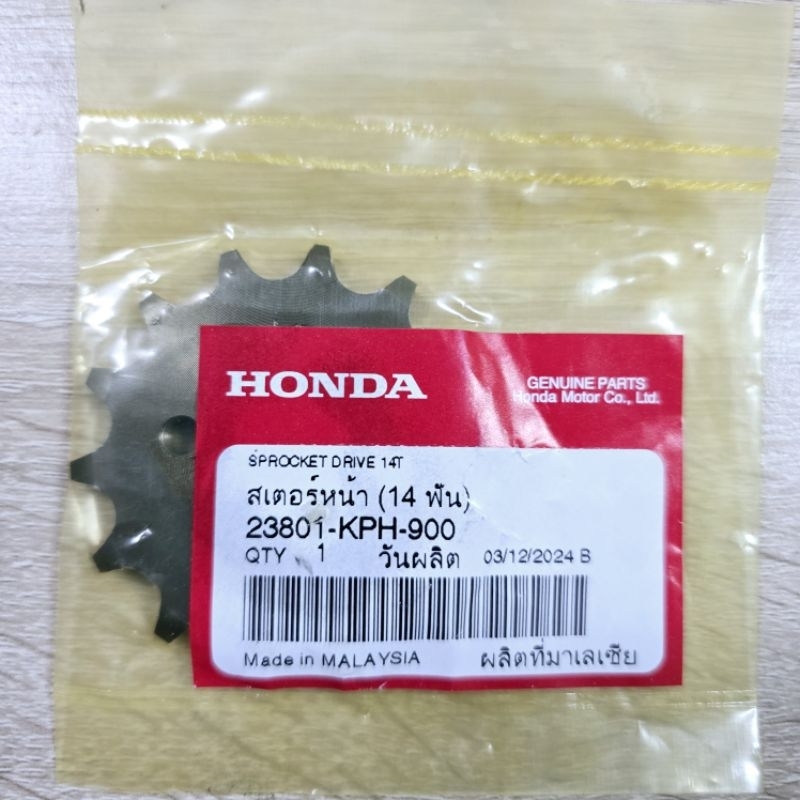 HONDA
GENUINE PARTS
Honda Motor Co., Ltd.
SPROCKET DRIVE 14T
สเตอร์หน้า (14 ฟัน)
23801-KPH-900
QTY 1 วันผลิต 03/12/2024 B
Made in MALAYSIA ผลิตที่มาเลเซีย